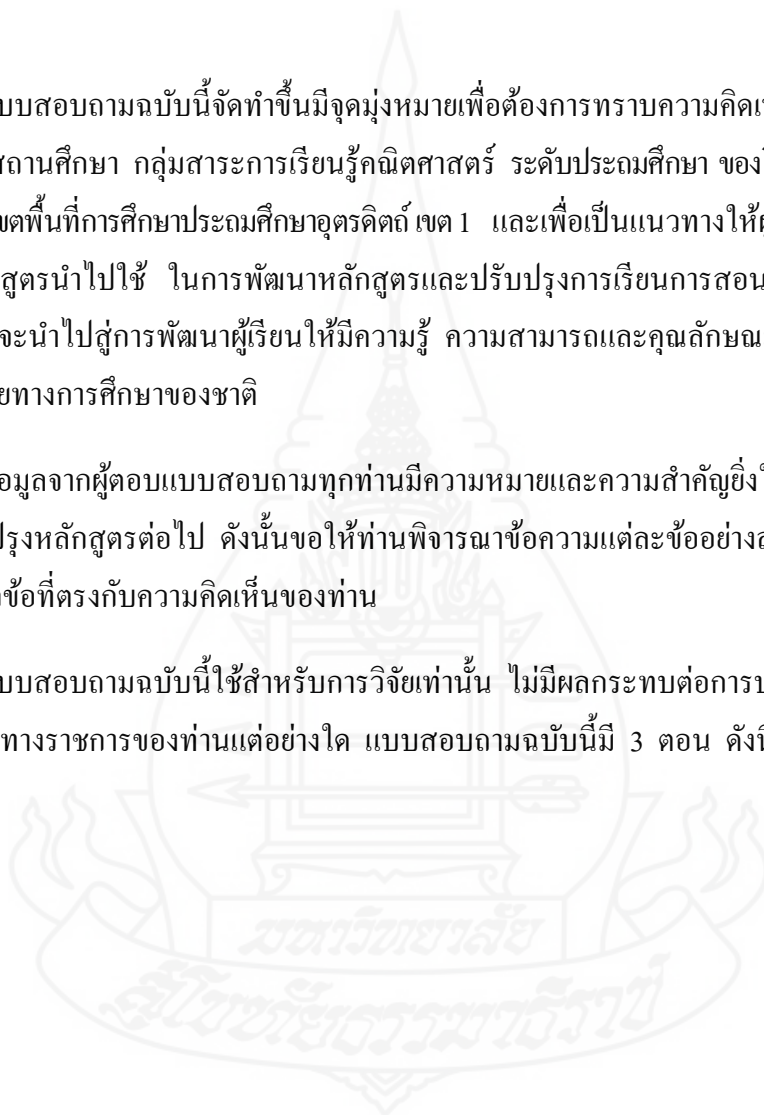 บบสอบถามฉบับนี้จัดทำขึ้นมีจุดมุ่งหมายเพื่อต้องการทราบความคิดเ
สถานศึกษา กลุ่มสาระการเรียนรู้คณิตศาสตร์ ระดับประถมศึกษา ของ
ขตพื้นที่การศึกษาประถมศึกษาอุตรดิตถ์ เขต 1 และเพื่อเป็นแนวทางให้
สูตรนำไปใช้ ในการพัฒนาหลักสูตรและปรับปรุงการเรียนการสอน
จะนำไปสู่การพัฒนาผู้เรียนให้มีความรู้ ความสามารถและคุณลักษณ
ยทางการศึกษาของชาติ
อมูลจากผู้ตอบแบบสอบถามทุกท่านมีความหมายและความสำคัญยิ่ง
ปรุงหลักสูตรต่อไป ดังนั้นขอให้ท่านพิจารณาข้อความแต่ละข้ออย่าง
ข้อที่ตรงกับความคิดเห็นของท่าน
บบสอบถามฉบับนี้ใช้สำหรับการวิจัยเท่านั้น ไม่มีผลกระทบต่อการ
ทางราชการของท่านแต่อย่างใด แบบสอบถามฉบับนี้มี 3 ตอน ดังนี้
มหาวิทยาลัย
สุโขทัยธรรมาธิราช